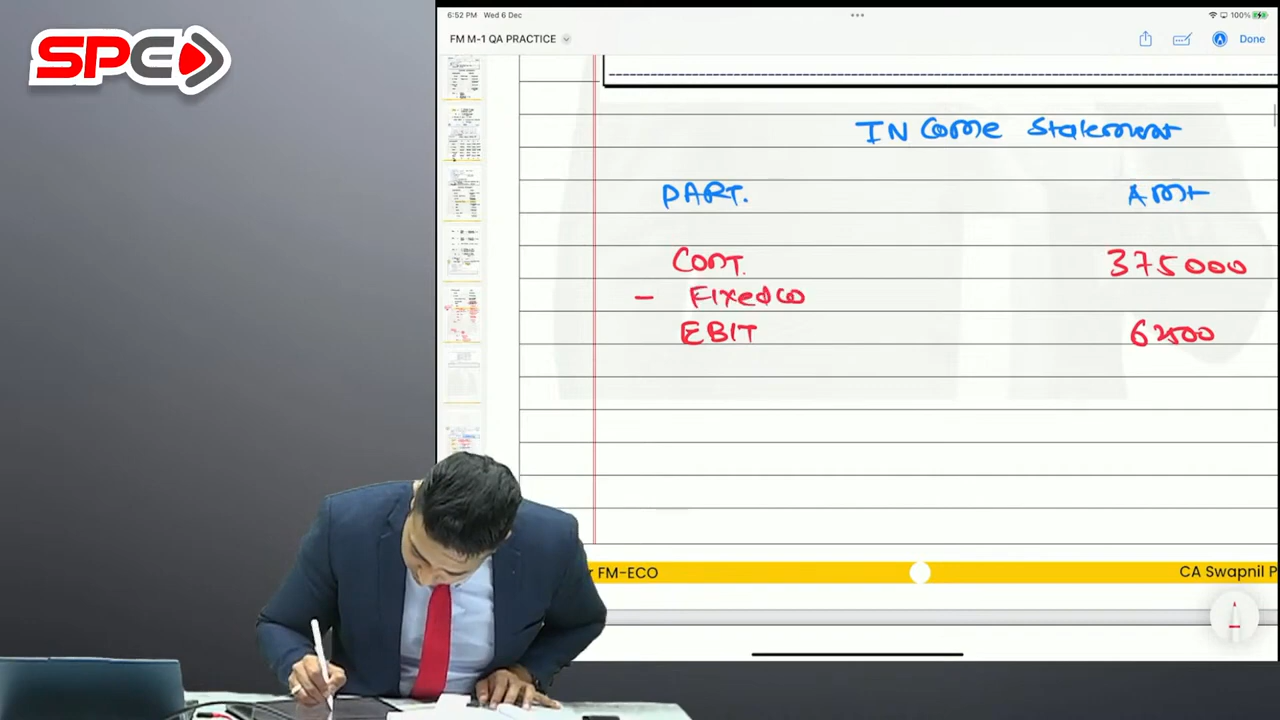 SPC
6:52 PM Wed 6 Dec
100%
FM M-1 QA PRACTICE
Done
INCome Statement
PART. AMt
Cont. 375000
- Fixed Co
EBIT 62500
r FM-ECO
CA Swapnil P